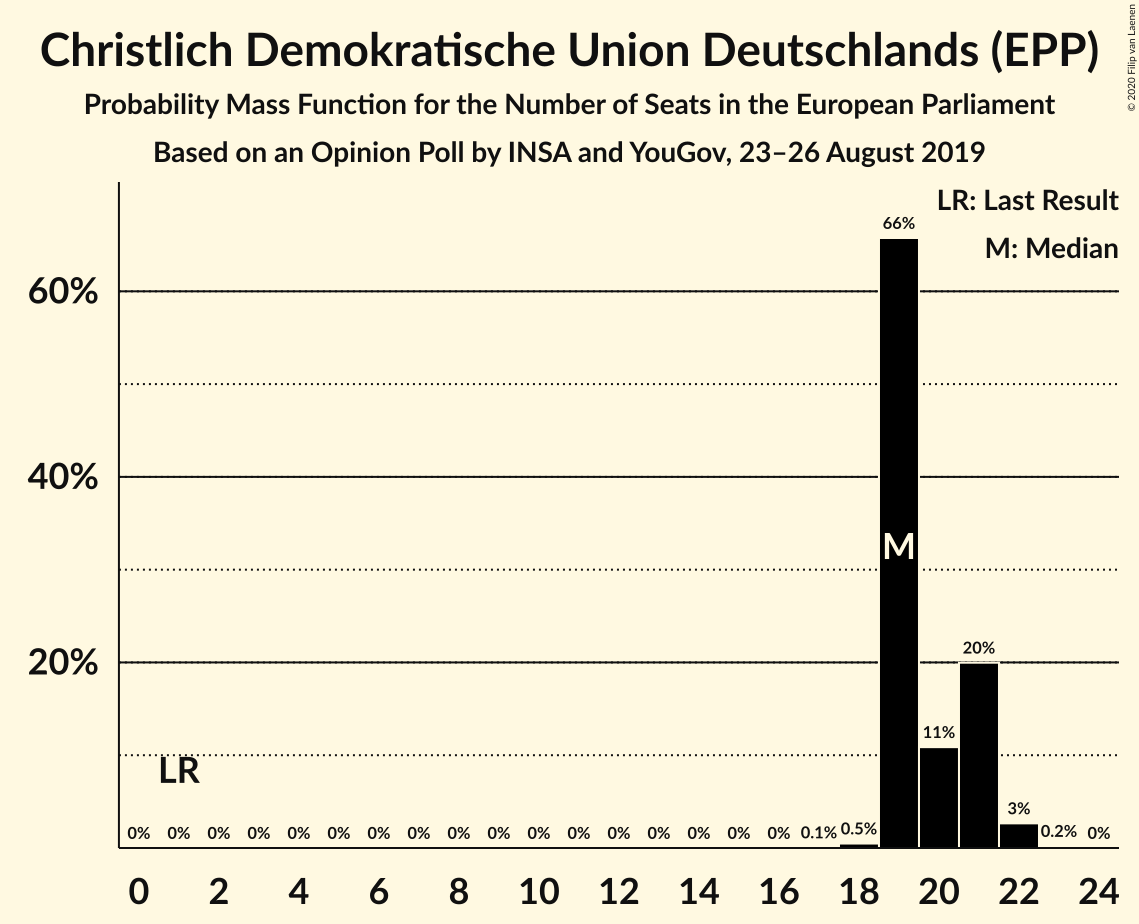 Christlich Demokratische Union Deutschlands (EPP)
Probability Mass Function for the Number of Seats in the European Parliament
Based on an Opinion Poll by INSA and YouGov, 23–26 August 2019
© 2020 Filip van Laenen
LR: Last Result
M: Median
66%
60%
40%
M
20%
20%
11%
LR
3%
0% 0% 0% 0% 0% 0% 0% 0% 0% 0% 0% 0% 0% 0% 0% 0% 0% 0.1% 0.5% 0.2% 0%
0 2 4 6 8 10 12 14 16 18 20 22 24